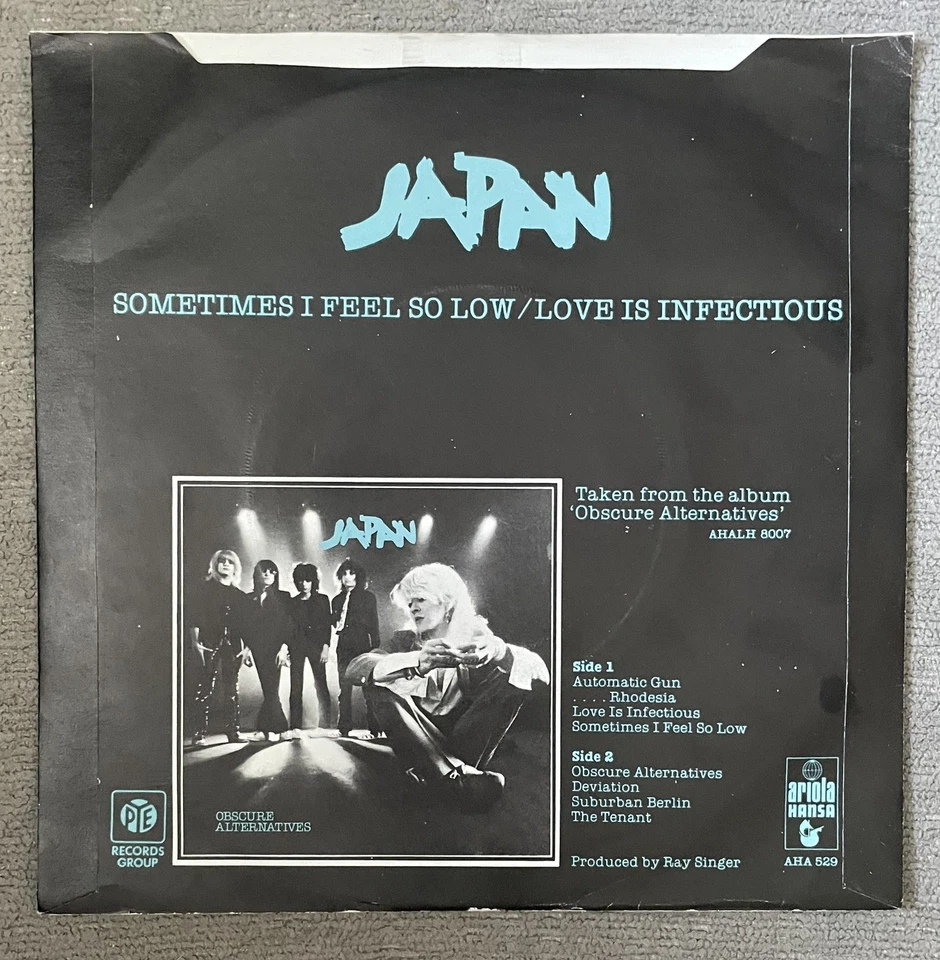 JAPAN
SOMETIMES I FEEL SO LOW/LOVE IS INFECTIOUS
Taken from the album
‘Obscure Alternatives’
AHALH 8007
JAPAN
OBSCURE
ALTERNATIVES
Side 1
Automatic Gun
. . . . Rhodesia
Love Is Infectious
Sometimes I Feel So Low
Side 2
Obscure Alternatives
Deviation
Suburban Berlin
The Tenant
Produced by Ray Singer
PYE
RECORDS
GROUP
ariola
HANSA
AHA 529